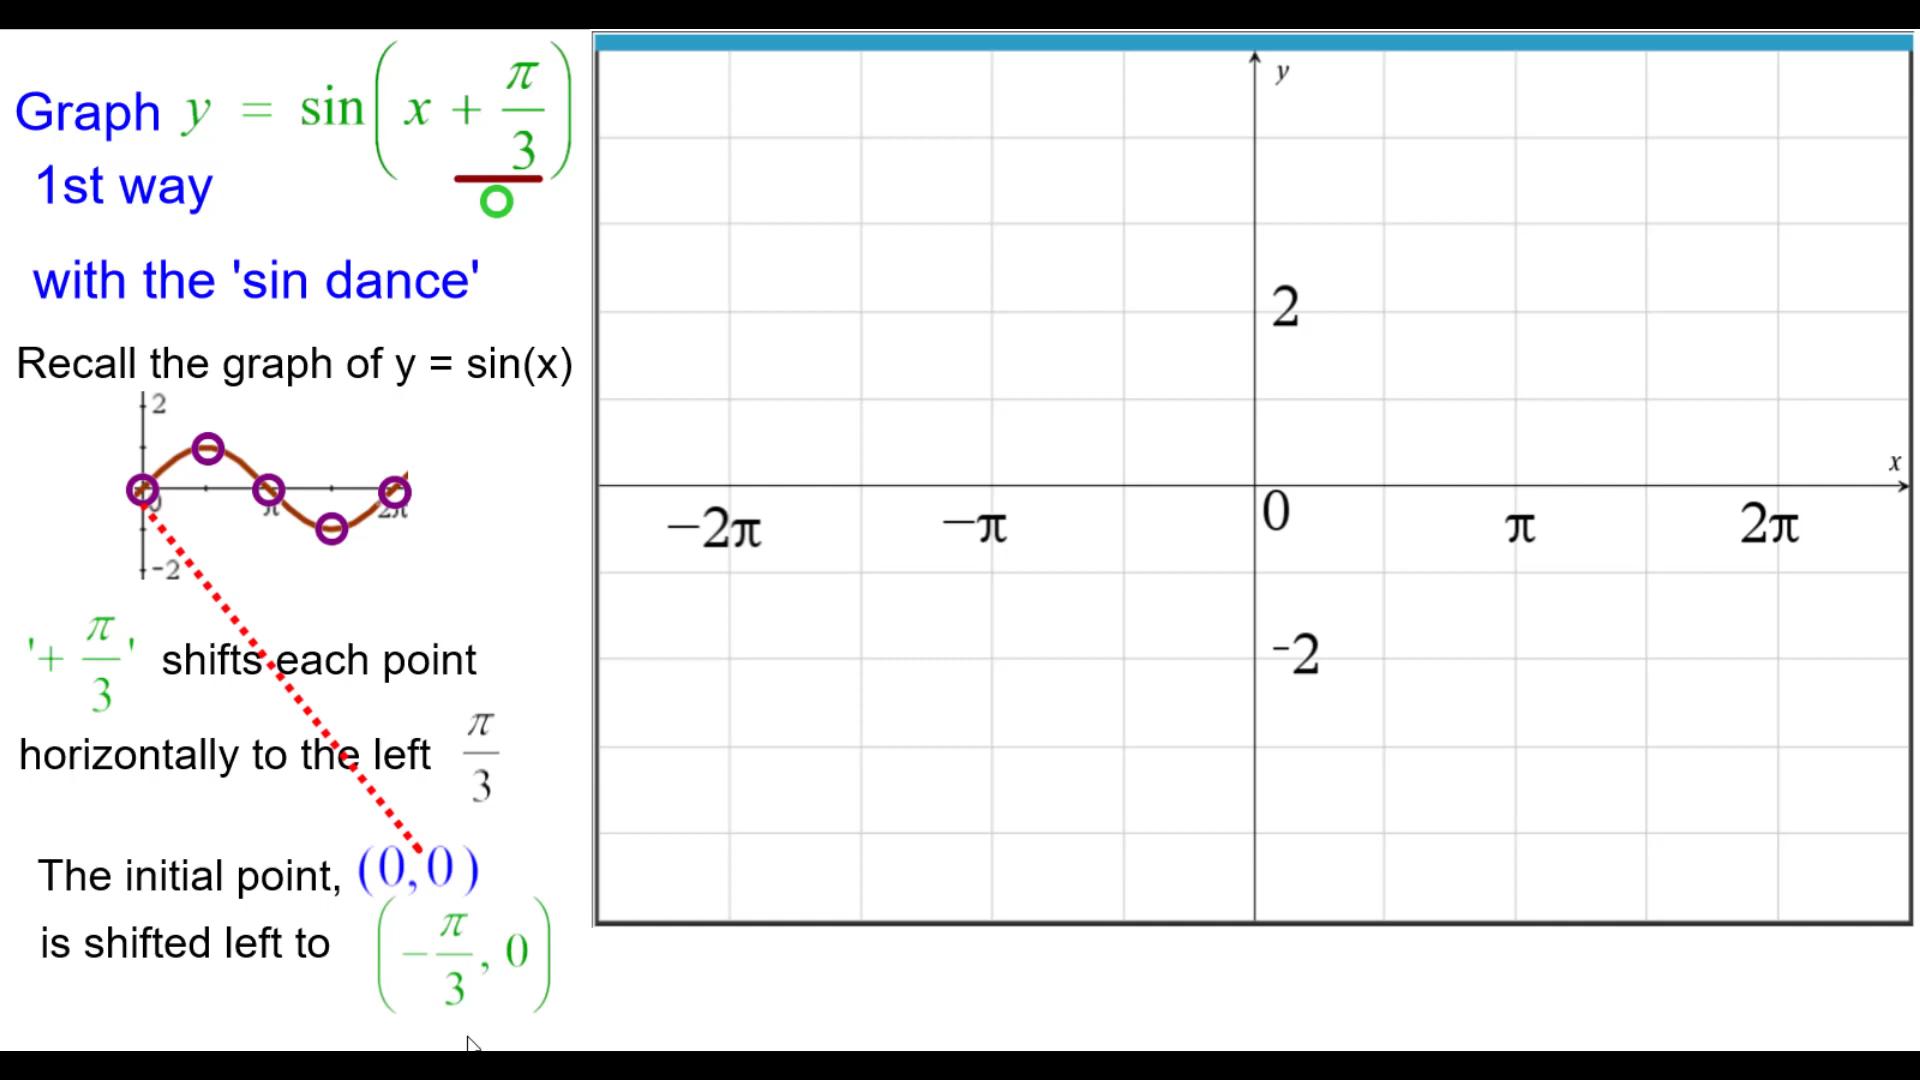 Graph y = sin(x + π/3)
1st way
with the 'sin dance'
Recall the graph of y = sin(x)
2
0
π
2π
-2
'+ π/3' shifts each point
horizontally to the left π/3
The initial point, (0,0)
is shifted left to (−π/3, 0)
y
2
x
−2π
−π
0
π
2π
-2